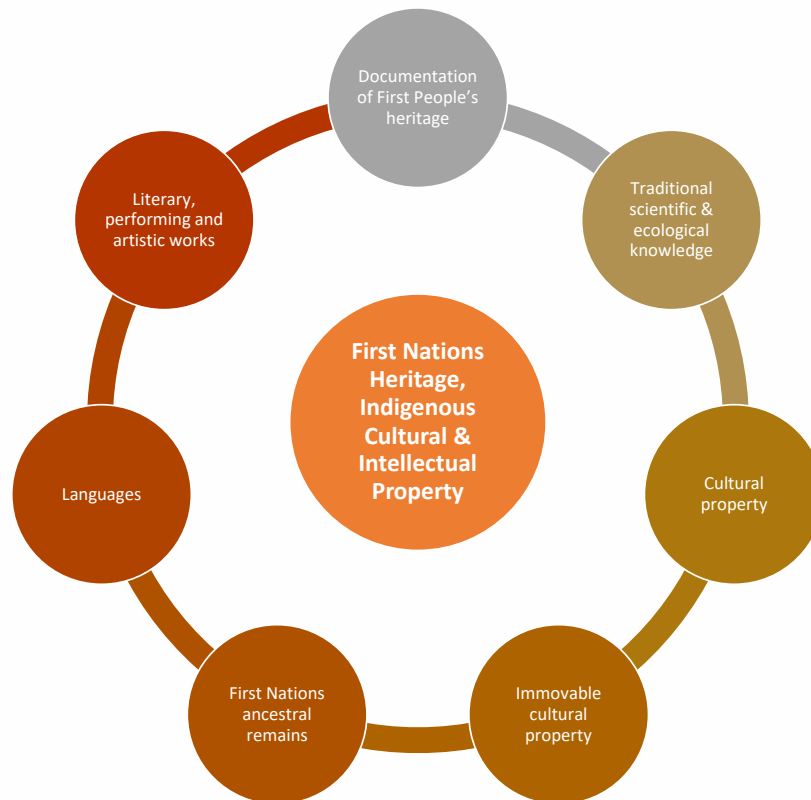 Documentation
of First People’s
heritage
Traditional
scientific &
ecological
knowledge
Cultural
property
Immovable
cultural
property
First Nations
ancestral
remains
Languages
Literary,
performing and
artistic works
First Nations
Heritage,
Indigenous
Cultural &
Intellectual
Property